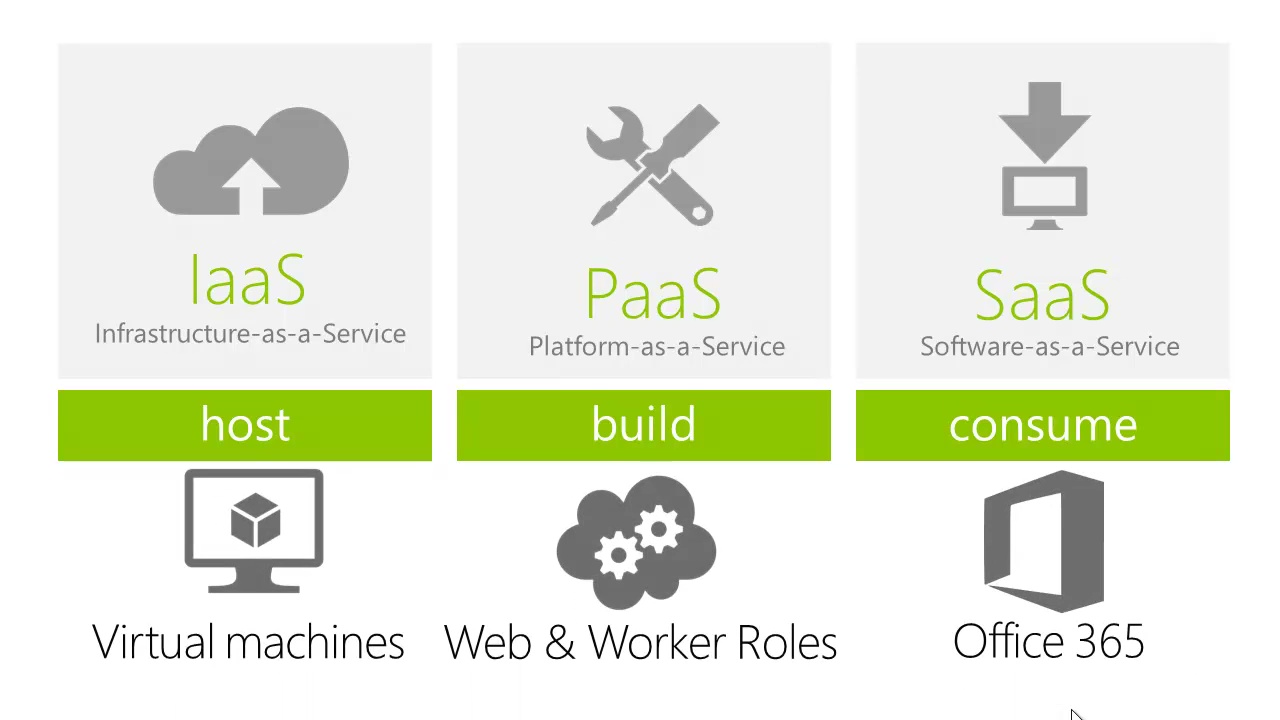 IaaS
Infrastructure-as-a-Service
host
Virtual machines
PaaS
Platform-as-a-Service
build
Web & Worker Roles
SaaS
Software-as-a-Service
consume
Office 365